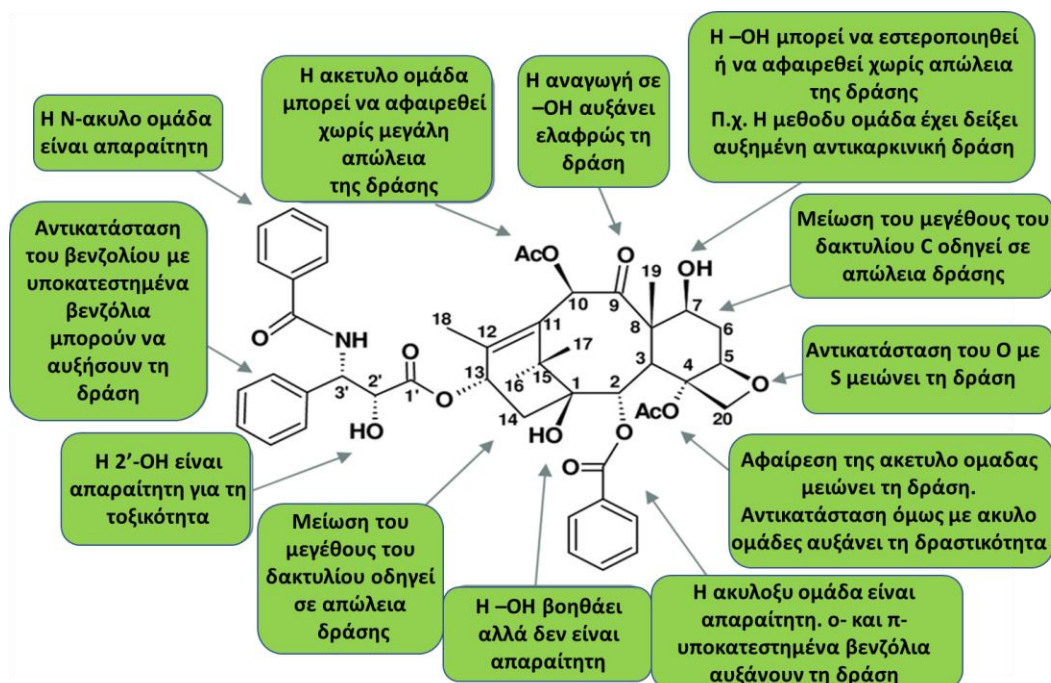 Η Ν-ακυλο ομάδα
είναι απαραίτητη
Η ακετυλο ομάδα
μπορεί να αφαιρεθεί
χωρίς μεγάλη
απώλεια
της δράσης
Η αναγωγή σε
–ΟΗ αυξάνει
ελαφρώς τη
δράση
Η –ΟΗ μπορεί να εστεροποιηθεί
ή να αφαιρεθεί χωρίς απώλεια
της δράσης
Π.χ. Η μεθοδυ ομάδα έχει δείξει
αυξημένη αντικαρκινική δράση
Αντικατάσταση
του βενζολίου με
υποκατεστημένα
βενζόλια
μπορούν να
αυξήσουν τη
δράση
Μείωση του μεγέθους του
δακτυλίου C οδηγεί σε
απώλεια δράσης
Αντικατάσταση του Ο με
S μειώνει τη δράση
AcO
O
19
OH
10
9
7
18
12
11
8
6
O
NH
17
3
5
13
16
15
4
O
2'
O
1
2
3'
1'
O
14
AcO
20
OH
HO
O
O
Η 2’-ΟΗ είναι
απαραίτητη για τη
τοξικότητα
Μείωση του
μεγέθους του
δακτυλίου οδηγεί
σε απώλεια
δράσης
Η –ΟΗ βοηθάει
αλλά δεν είναι
απαραίτητη
Αφαίρεση της ακετυλο ομαδας
μειώνει τη δράση.
Αντικατάσταση όμως με ακυλο
ομάδες αυξάνει τη δραστικότητα
Η ακυλοξυ ομάδα είναι
απαραίτητη. ο- και π-
υποκατεστημένα βενζόλια
αυξάνουν τη δράση